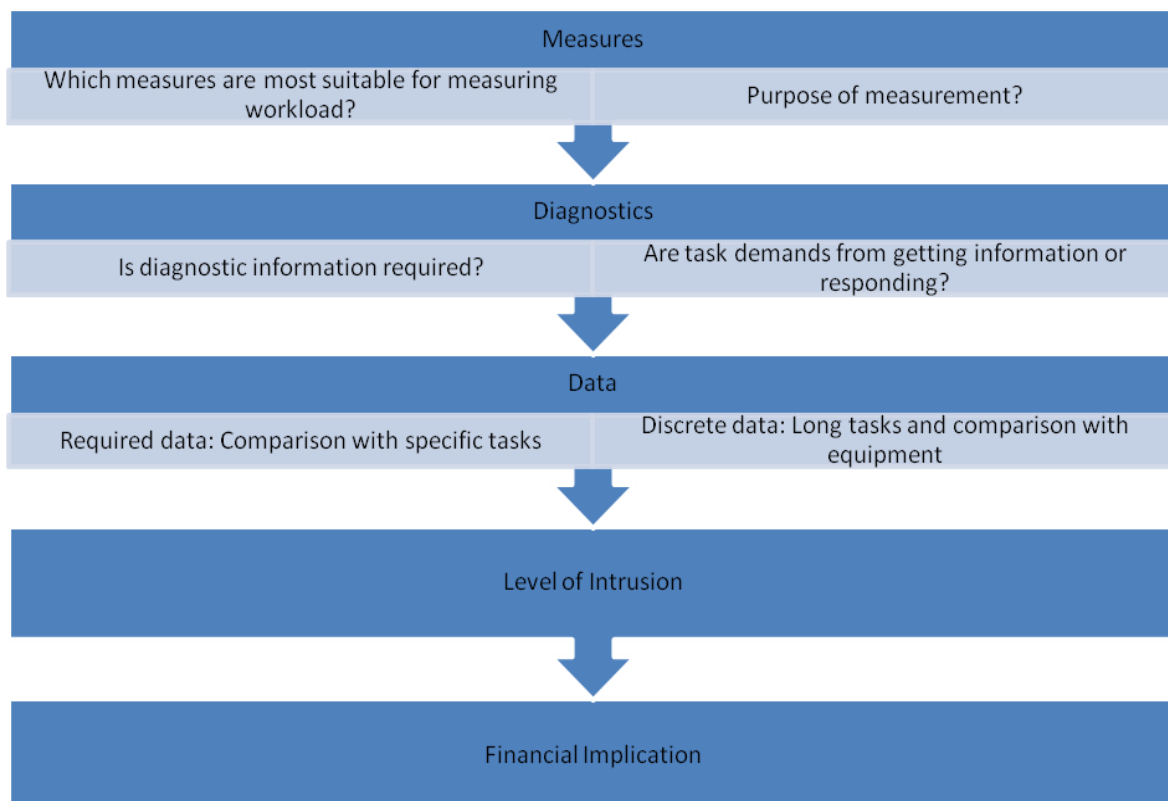 Measures
Which measures are most suitable for measuring
workload?
Purpose of measurement?
Diagnostics
Is diagnostic information required?
Are task demands from getting information or
responding?
Data
Required data: Comparison with specific tasks
Discrete data: Long tasks and comparison with
equipment
Level of Intrusion
Financial Implication